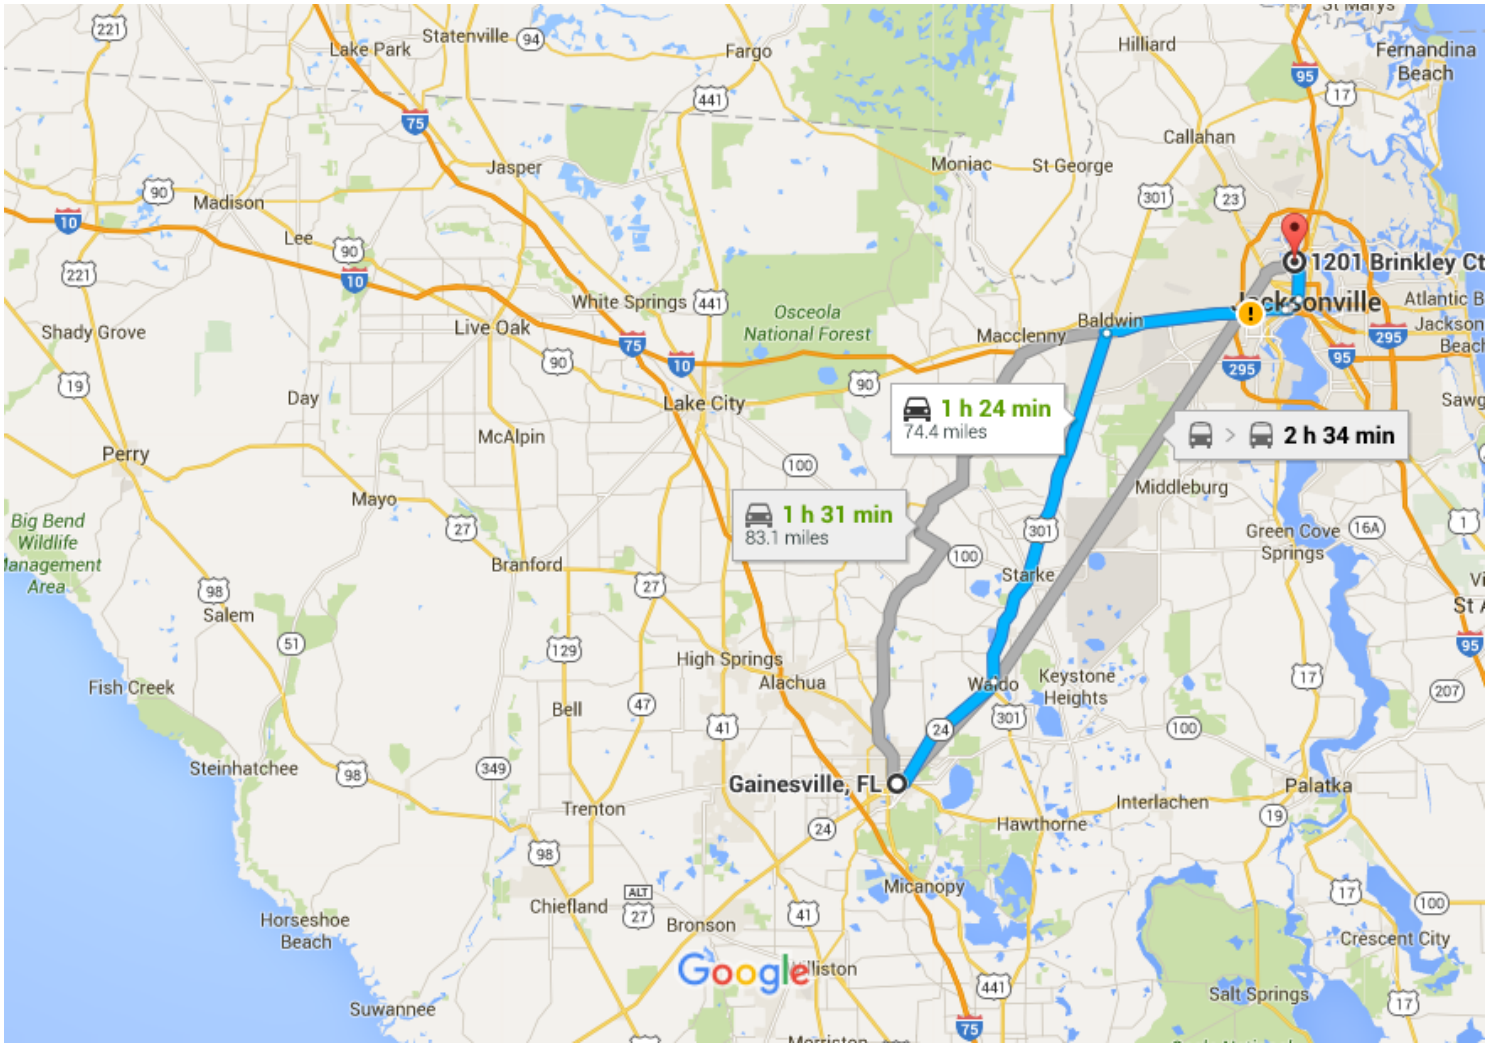 St Marys
221
Lake Park
Statenville
94
Fargo
Hilliard
Fernandina
Beach
95
441
17
75
Callahan
Jasper
Moniac
St George
90
Madison
301
23
10
Lee
90
1201 Brinkley Ct
221
10
White Springs
441
Osceola
National Forest
Jacksonville
Atlantic B
Shady Grove
Live Oak
Macclenny
Baldwin
Jackson
Beach
75
10
295
95
295
90
90
19
Day
Lake City
1 h 24 min
74.4 miles
Sawg
McAlpin
2 h 34 min
Perry
100
Mayo
Middleburg
1 h 31 min
83.1 miles
Big Bend
Wildlife
Management
Area
27
301
Green Cove
Springs
16A
1
100
Branford
Starke
98
27
Vi
St A
Salem
51
129
95
High Springs
Alachua
Waldo
Keystone
Heights
17
Fish Creek
207
Bell
47
41
24
301
100
Steinhatchee
98
349
Gainesville, FL
Palatka
Trenton
Interlachen
24
Hawthorne
19
98
Micanopy
ALT
27
17
Chiefland
41
100
Horseshoe
Beach
Bronson
Crescent City
Google
Williston
441
Salt Springs
17
Suwannee
75
Morriston